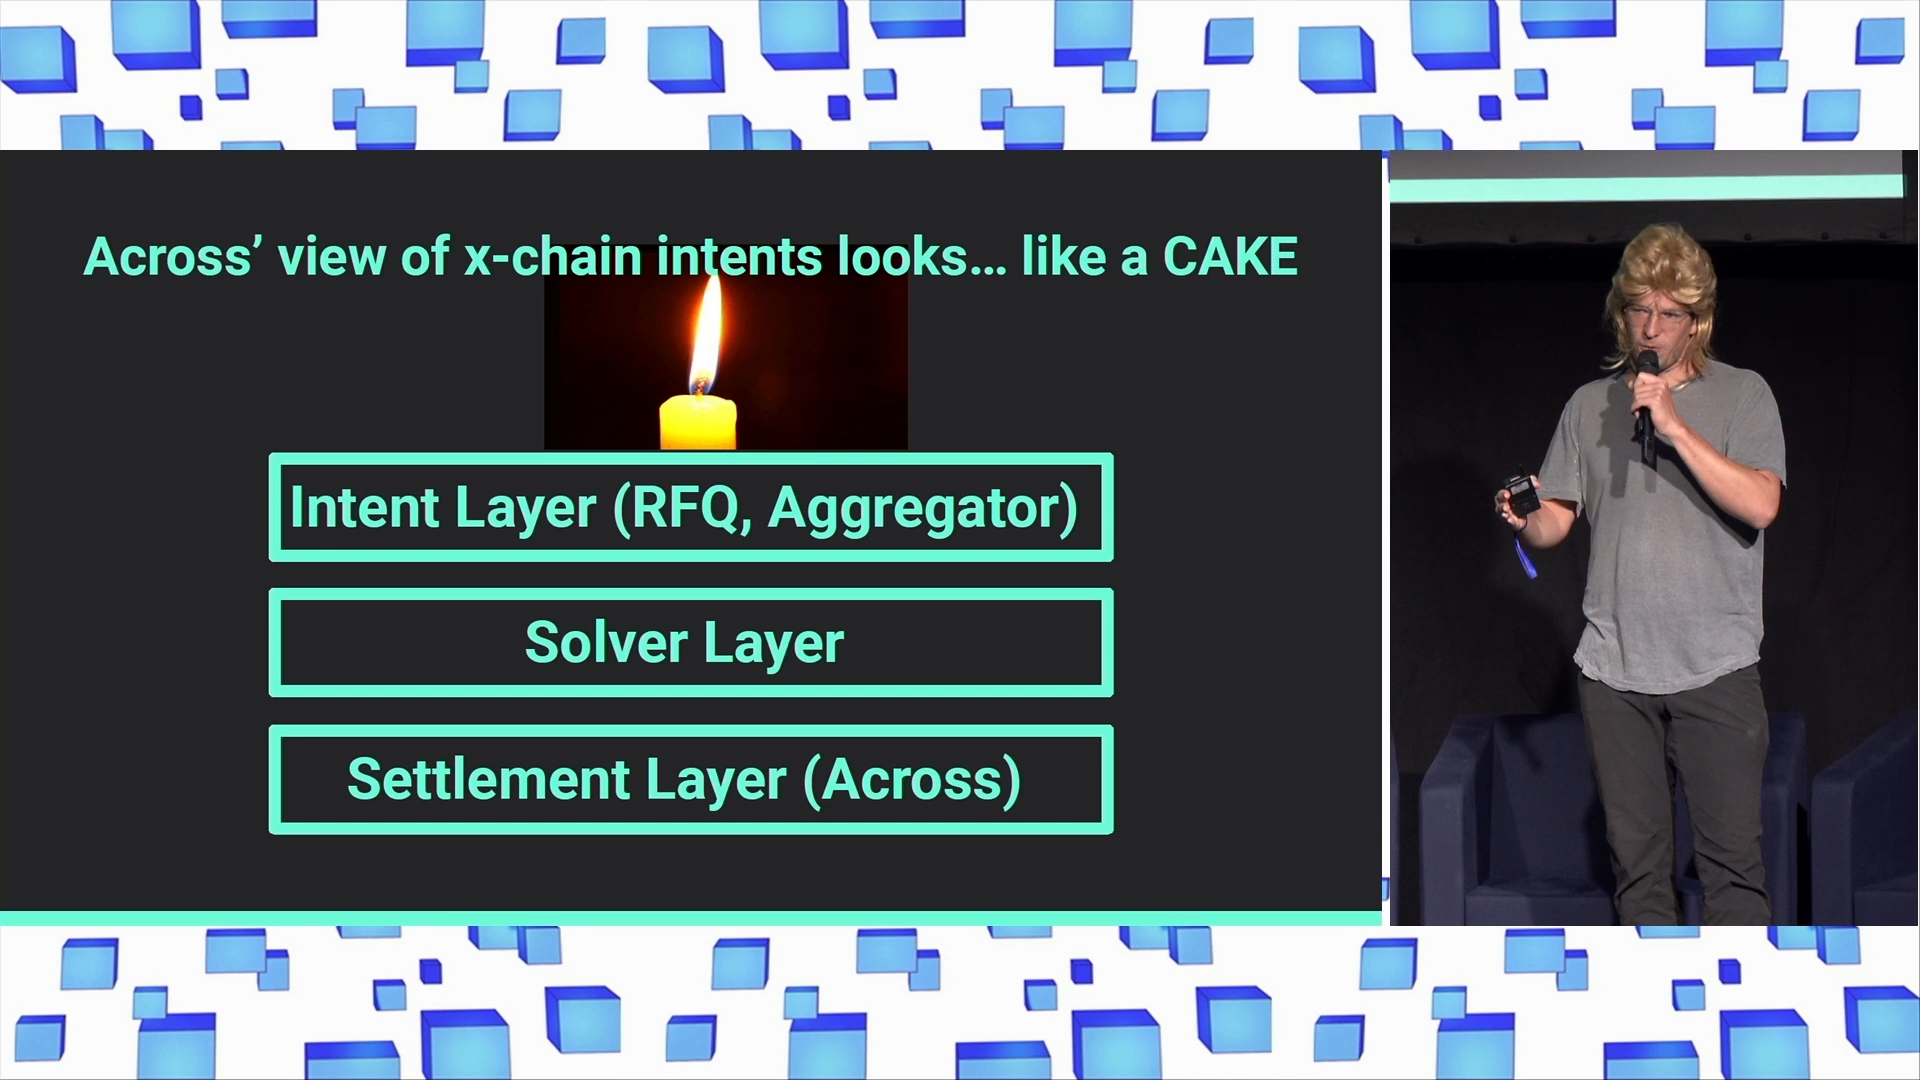 Across’ view of x-chain intents looks... like a CAKE
Intent Layer (RFQ, Aggregator)
Solver Layer
Settlement Layer (Across)